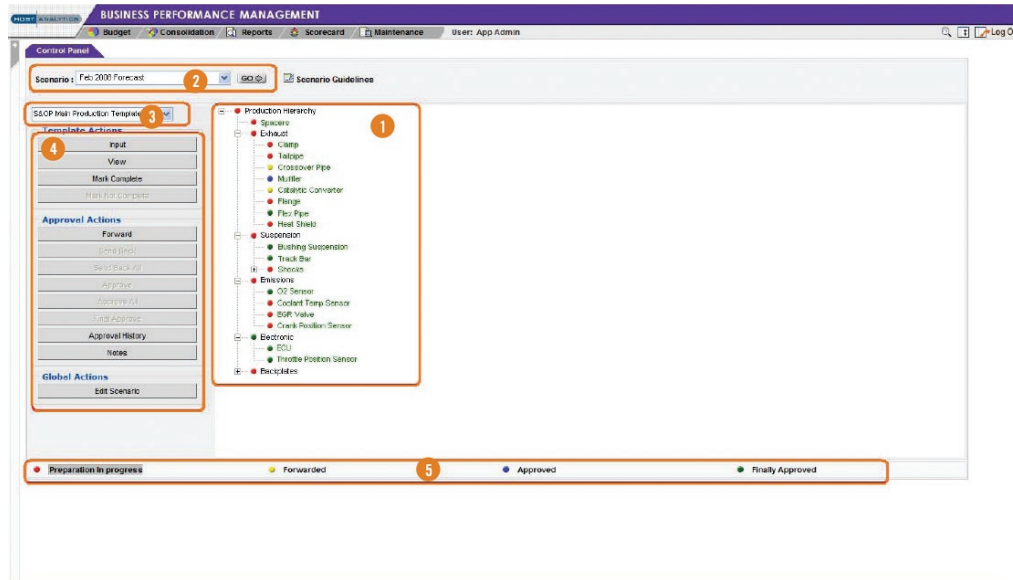 HOST ANALYTICS
BUSINESS PERFORMANCE MANAGEMENT
Budget Consolidation Reports Scorecard Maintenance User: App Admin Log O
Control Panel
Scenario : Feb 2008 Forecast 2 GO Scenario Guidelines
S&OP Main Production Template 3
Template Actions
4
Input
View
Mark Complete
Mark Not Complete
Approval Actions
Forward
Send Back
Send Back All
Approve
Approve All
Final Approve
Approval History
Notes
Global Actions
Edit Scenario
1
Production Hierarchy
Spacers
Exhaust
Clamp
Tailpipe
Crossover Pipe
Muffler
Catalytic Converter
Flange
Flex Pipe
Heat Shield
Suspension
Bushing Suspension
Track Bar
Shocks
Emissions
O2 Sensor
Coolant Temp Sensor
EGR Valve
Crank Position Sensor
Electronic
ECU
Throttle Position Sensor
Backplates
Preparation In progress Forwarded 5 Approved Finally Approved